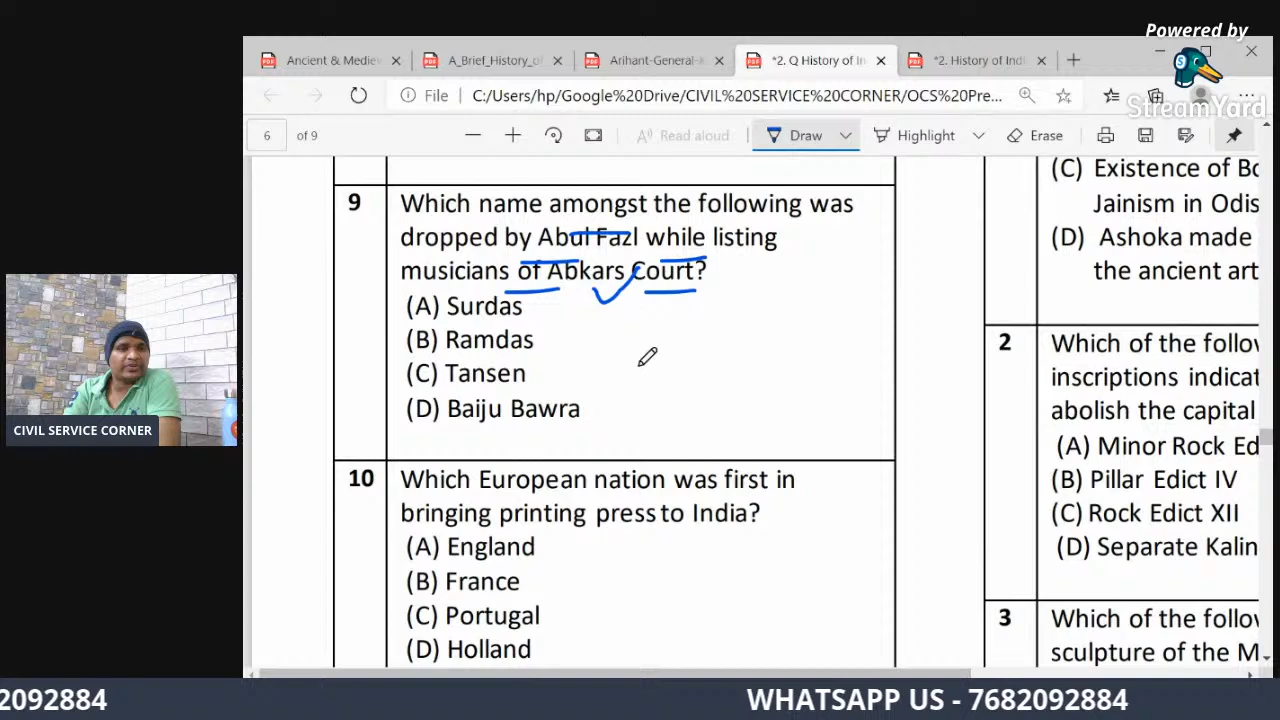 Powered by
StreamYard
Ancient & Mediev
A_Brief_History_o
Arihant-General-k
*2. Q History of In
*2. History of Indi
File
C:/Users/hp/Google%20Drive/CIVIL%20SERVICE%20CORNER/OCS%20Pre...
6 of 9
Read aloud
Draw
Highlight
Erase
9
Which name amongst the following was
dropped by Abul Fazl while listing
musicians of Abkars Court?
(A) Surdas
(B) Ramdas
(C) Tansen
(D) Baiju Bawra
10
Which European nation was first in
bringing printing press to India?
(A) England
(B) France
(C) Portugal
(D) Holland
(C) Existence of Bo
Jainism in Odis
(D) Ashoka made
the ancient art
2
Which of the follov
inscriptions indicat
abolish the capital
(A) Minor Rock Ed
(B) Pillar Edict IV
(C) Rock Edict XII
(D) Separate Kalin
3
Which of the follov
sculpture of the M
CIVIL SERVICE CORNER
2092884
WHATSAPP US - 7682092884